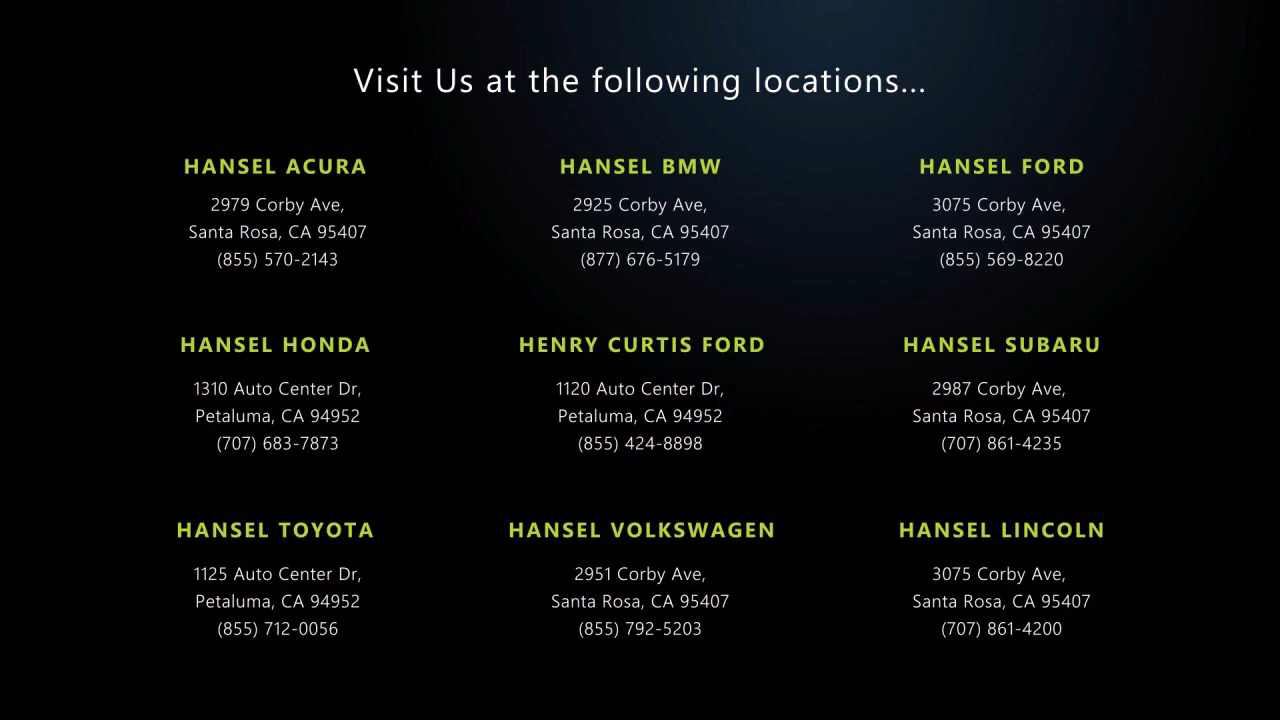 Visit Us at the following locations...
HANSEL ACURA
2979 Corby Ave,
Santa Rosa, CA 95407
(855) 570-2143
HANSEL BMW
2925 Corby Ave,
Santa Rosa, CA 95407
(877) 676-5179
HANSEL FORD
3075 Corby Ave,
Santa Rosa, CA 95407
(855) 569-8220
HANSEL HONDA
1310 Auto Center Dr,
Petaluma, CA 94952
(707) 683-7873
HENRY CURTIS FORD
1120 Auto Center Dr,
Petaluma, CA 94952
(855) 424-8898
HANSEL SUBARU
2987 Corby Ave,
Santa Rosa, CA 95407
(707) 861-4235
HANSEL TOYOTA
1125 Auto Center Dr,
Petaluma, CA 94952
(855) 712-0056
HANSEL VOLKSWAGEN
2951 Corby Ave,
Santa Rosa, CA 95407
(855) 792-5203
HANSEL LINCOLN
3075 Corby Ave,
Santa Rosa, CA 95407
(707) 861-4200